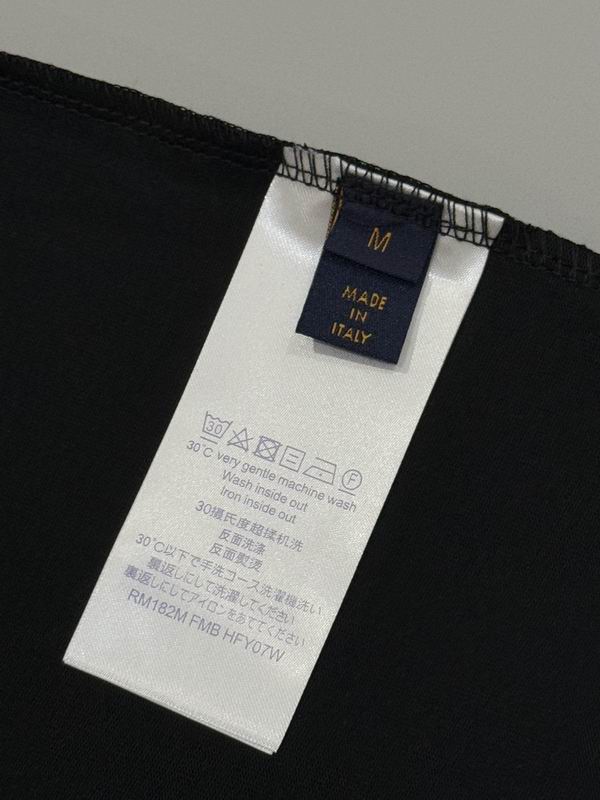 M
MADE
IN
ITALY
30
F
30°C very gentle machine wash
Wash inside out
Iron inside out
30摄氏度超揉机洗
反面洗涤
反面熨烫
30℃以下で手洗コース洗濯機洗い
裏返しにして洗濯してください
裏返しにしてアイロンをあててください
RM182M FMB HFY07W